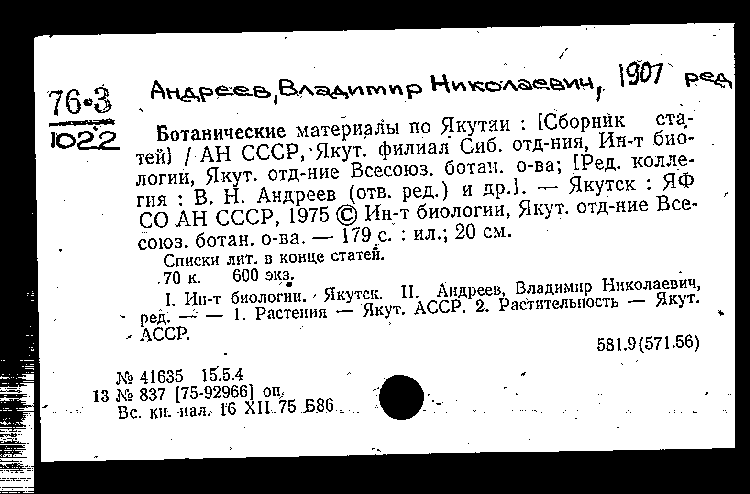 76-3
1022
Андреев, Владимир Николаевич, 1907 ред
Ботанические материалы по Якутии : [Сборник ста-
тей] / АН СССР, Якут. филиал Сиб. отд-ния, Ин-т био-
логии, Якут. отд-ние Всесоюз. ботан. о-ва; [Ред. колле-
гия : В. Н. Андреев (отв. ред.) и др.]. — Якутск : ЯФ
СО АН СССР, 1975 © Ин-т биологии, Якут. отд-ние Все-
союз. ботан. о-ва. — 179 с. : ил.; 20 см.
Списки лит. в конце статей.
70 к. 600 экз.
I. Ин-т биологии. Якутск. II. Андреев, Владимир Николаевич,
ред. — — 1. Растения — Якут. АССР. 2. Растительность — Якут.
АССР.
581.9(571.56)
№ 41635 15.5.4
13 № 837 [75-92966] оп.
Вс. кн. пал. 16 XII 75 Б86